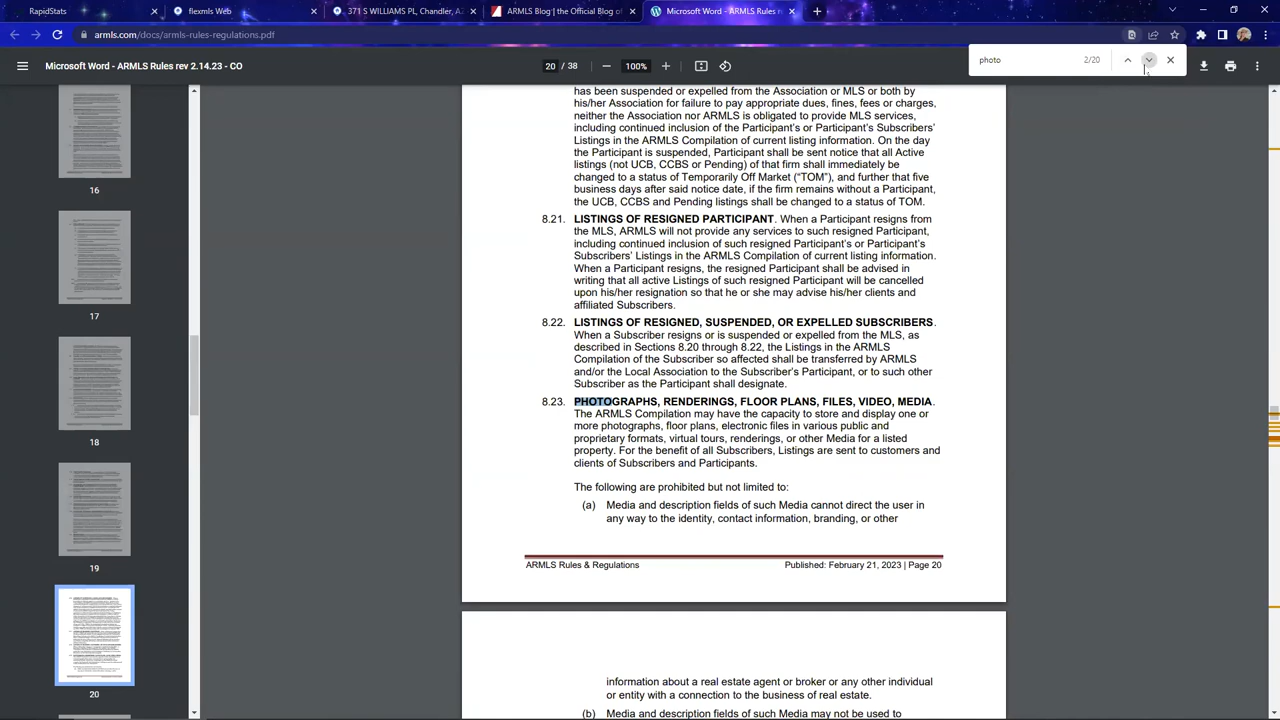 RapidStats
flexmls Web
371 S WILLIAMS PL, Chandler, AZ
ARMLS Blog | the Official Blog of
Microsoft Word - ARMLS Rules r
armls.com/docs/armls-rules-regulations.pdf
Microsoft Word - ARMLS Rules rev 2.14.23 - CO
20 / 38
100%
photo
2/20
16
17
18
19
20
has been suspended or expelled from the Association or MLS or both by
his/her Association for failure to pay appropriate dues, fines, fees or charges,
neither the Association nor ARMLS is obligated to provide MLS services,
including continued inclusion of the Participant's or Participant's Subscribers'
Listings in the ARMLS Compilation of current listing information. On the day
the Participant is suspended, Participant shall be sent notice that all Active
listings (not UCB, CCBS or Pending) of that firm shall immediately be
changed to a status of Temporarily Off Market ("TOM"), and further that five
business days after said notice date, if the firm remains without a Participant,
the UCB, CCBS and Pending listings shall be changed to a status of TOM.
8.21. LISTINGS OF RESIGNED PARTICIPANT. When a Participant resigns from
the MLS, ARMLS will not provide any services to such resigned Participant,
including continued inclusion of such resigned Participant's or Participant's
Subscribers' Listings in the ARMLS Compilation of current listing information.
When a Participant resigns, the resigned Participant shall be advised in
writing that all active Listings of such resigned Participant will be cancelled
upon his/her resignation so that he or she may advise his/her clients and
affiliated Subscribers.
8.22. LISTINGS OF RESIGNED, SUSPENDED, OR EXPELLED SUBSCRIBERS.
When a Subscriber resigns or is suspended or expelled from the MLS, as
described in Sections 8.20 through 8.22, the Listings in the ARMLS
Compilation of the Subscriber so affected shall be transferred by ARMLS
and/or the Local Association to the Subscriber's Participant, or to such other
Subscriber as the Participant shall designate.
8.23. PHOTOGRAPHS, RENDERINGS, FLOOR PLANS, FILES, VIDEO, MEDIA.
The ARMLS Compilation may have the capacity to store and display one or
more photographs, floor plans, electronic files in various public and
proprietary formats, virtual tours, renderings, or other Media for a listed
property. For the benefit of all Subscribers, Listings are sent to customers and
clients of Subscribers and Participants.
The following are prohibited but not limited to:
(a) Media and description fields of such Media cannot direct the user in
any way to the identity, contact information, branding, or other
ARMLS Rules & Regulations
Published: February 21, 2023 | Page 20
information about a real estate agent or broker or any other individual
or entity with a connection to the business of real estate.
(b) Media and description fields of such Media may not be used to